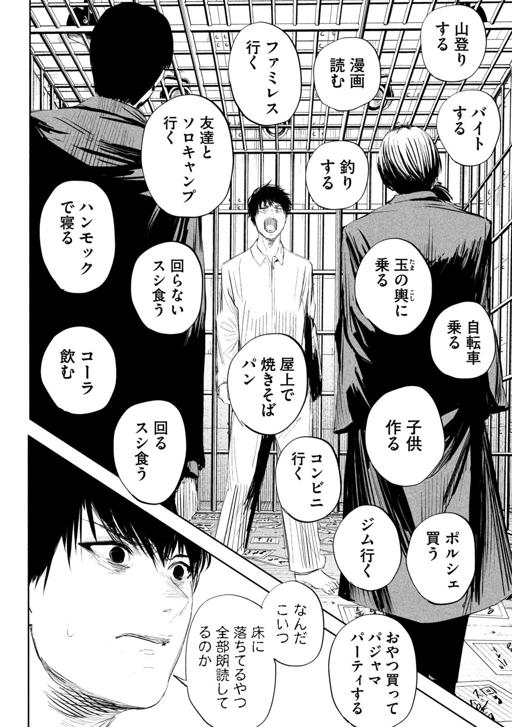 山登り
する
バイト
する
漫画
読む
ファミレス
行く
釣り
する
友達と
ソロキャンプ
行く
ハンモック
で寝る
玉の輿に
乗る
たま
こし
自転車
乗る
回らない
スシ食う
屋上で
焼きそば
パン
子供
作る
コーラ
飲む
回る
スシ食う
コンビニ
行く
ポルシェ
買う
ジム行く
おやつ買って
パジャマ
パーティする
なんだ
こいつ
床に
落ちてるやつ
全部朗読して
るのか